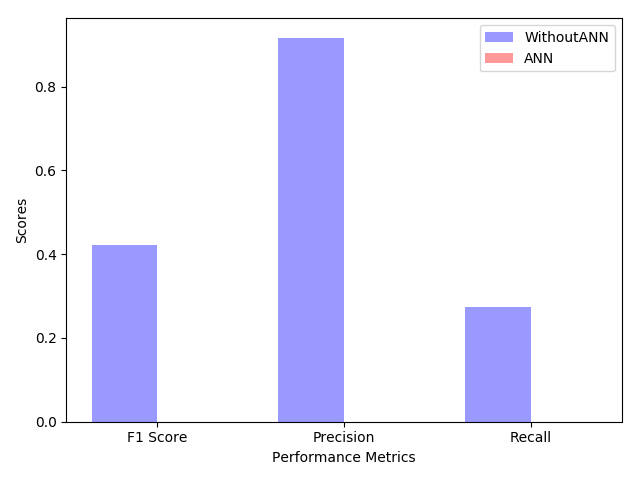 WithoutANN
ANN
0.8
0.6
0.4
0.2
0.0
Scores
F1 Score
Precision
Recall
Performance Metrics